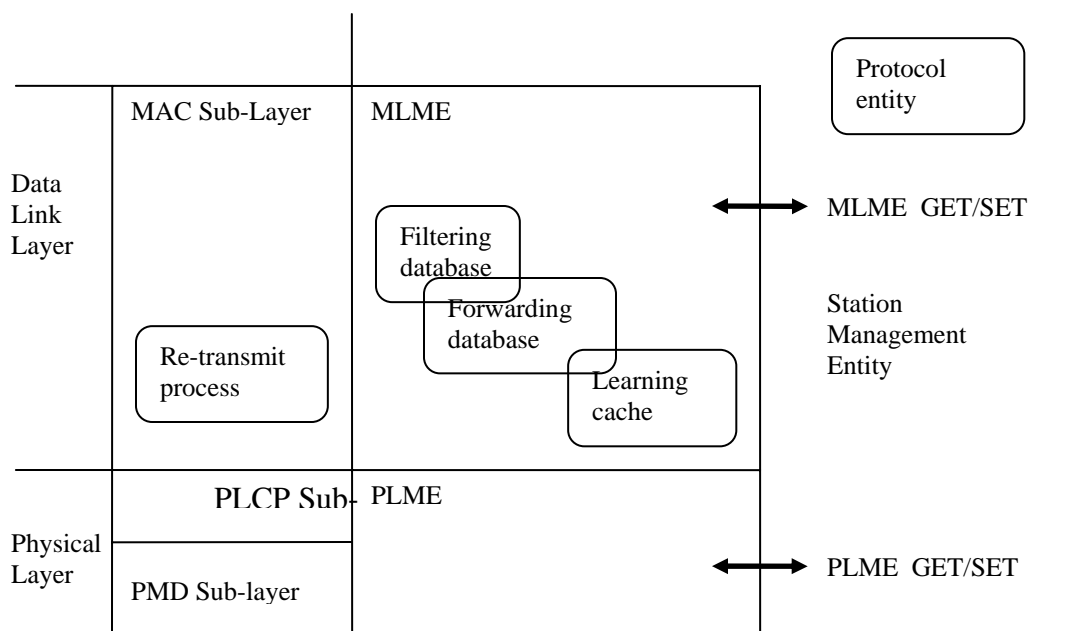 Protocol
entity
MAC Sub-Layer
MLME
Data
Link
Layer
MLME GET/SET
Filtering
database
Forwarding
database
Station
Management
Entity
Re-transmit
process
Learning
cache
PLCP Sub-
PLME
Physical
Layer
PMD Sub-layer
PLME GET/SET